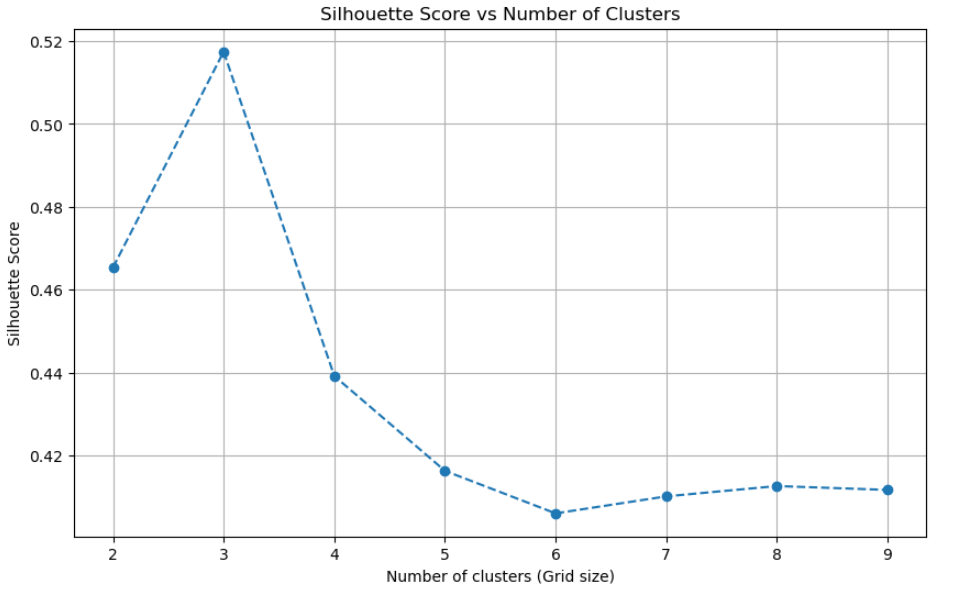 Silhouette Score vs Number of Clusters
Silhouette Score
0.52
0.50
0.48
0.46
0.44
0.42
2 3 4 5 6 7 8 9
Number of clusters (Grid size)